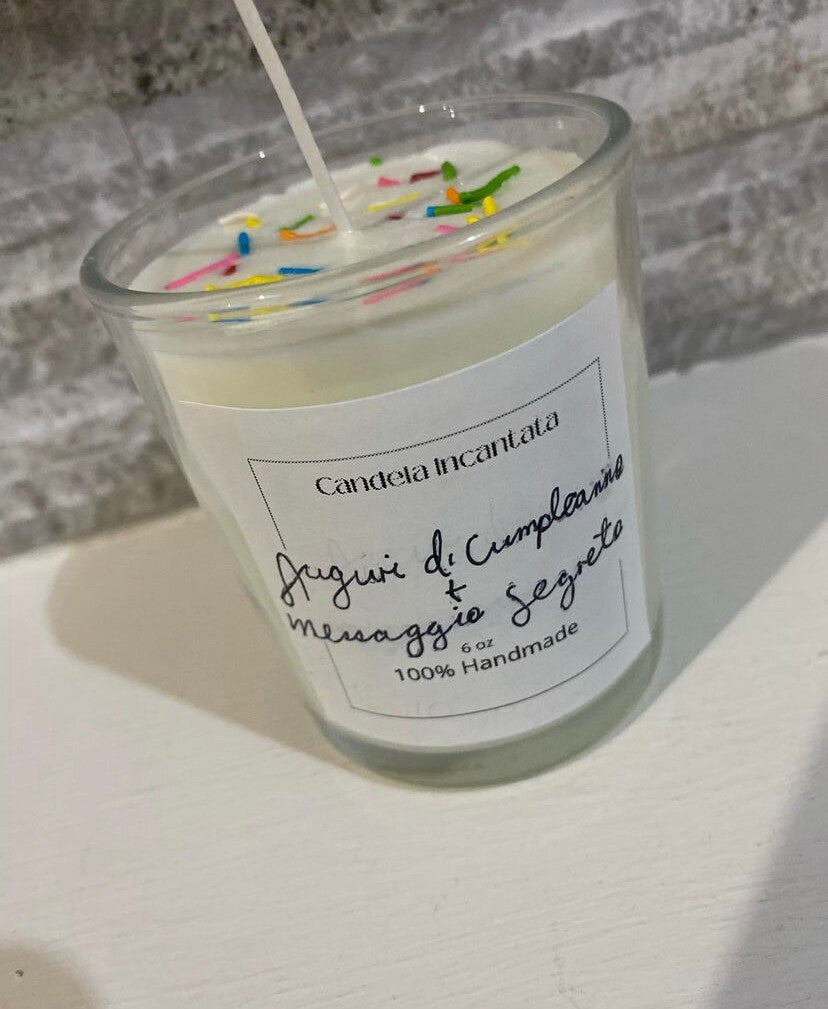 Candela Incantata
Auguri di Cumpleanno
+
messaggio Segreto
6 oz
100% Handmade